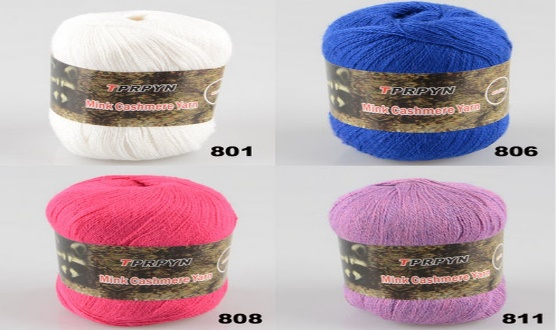 TPRPYN
Mink Cashmere Yarn
801
TPRPYN
Mink Cashmere Yarn
806
TPRPYN
Mink Cashmere Yarn
808
TPRPYN
Mink Cashmere Yarn
811